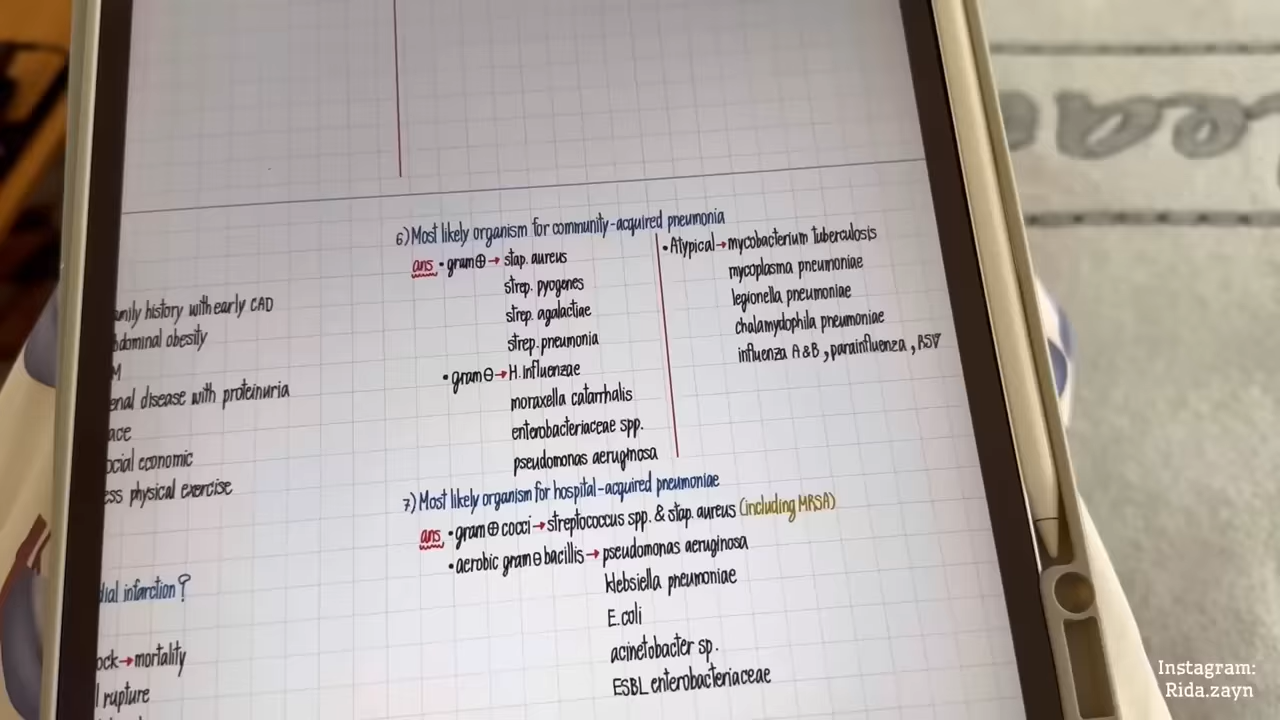 6) Most likely organism for community-acquired pneumonia
ans • gram ⊕ → stap. aureus
strep. pyogenes
strep. agalactiae
strep. pneumonia
• gram ⊖ → H. Influenzae
moraxella catarrhalis
enterobacteriaceae spp.
pseudomonas aeruginosa
• Atypical → mycobacterium tuberculosis
mycoplasma pneumoniae
legionella pneumoniae
chalamydophila pneumoniae
influenza A & B, parainfluenza, RSV
7) Most likely organism for hospital-acquired pneumoniae
ans • gram ⊕ cocci → streptococcus spp. & stap. aureus (including MRSA)
• aerobic gram ⊖ bacillis → pseudomonas aeruginosa
klebsiella pneumoniae
E. coli
acinetobacter sp.
ESBL enterobacteriaceae
amily history with early CAD
bdominal obesity
M
enal disease with proteinuria
ace
ocial economic
ess physical exercise
dial infarction?
ock → mortality
l rupture
Instagram:
Rida.zayn